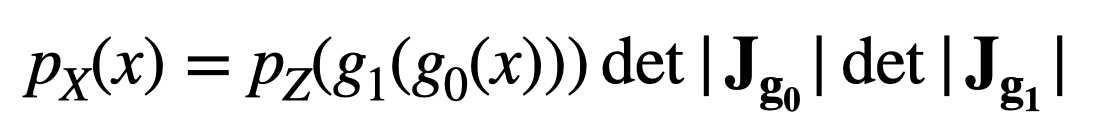 p_X(x) = p_Z(g_1(g_0(x))) det |J_{g_0}| det |J_{g_1}|